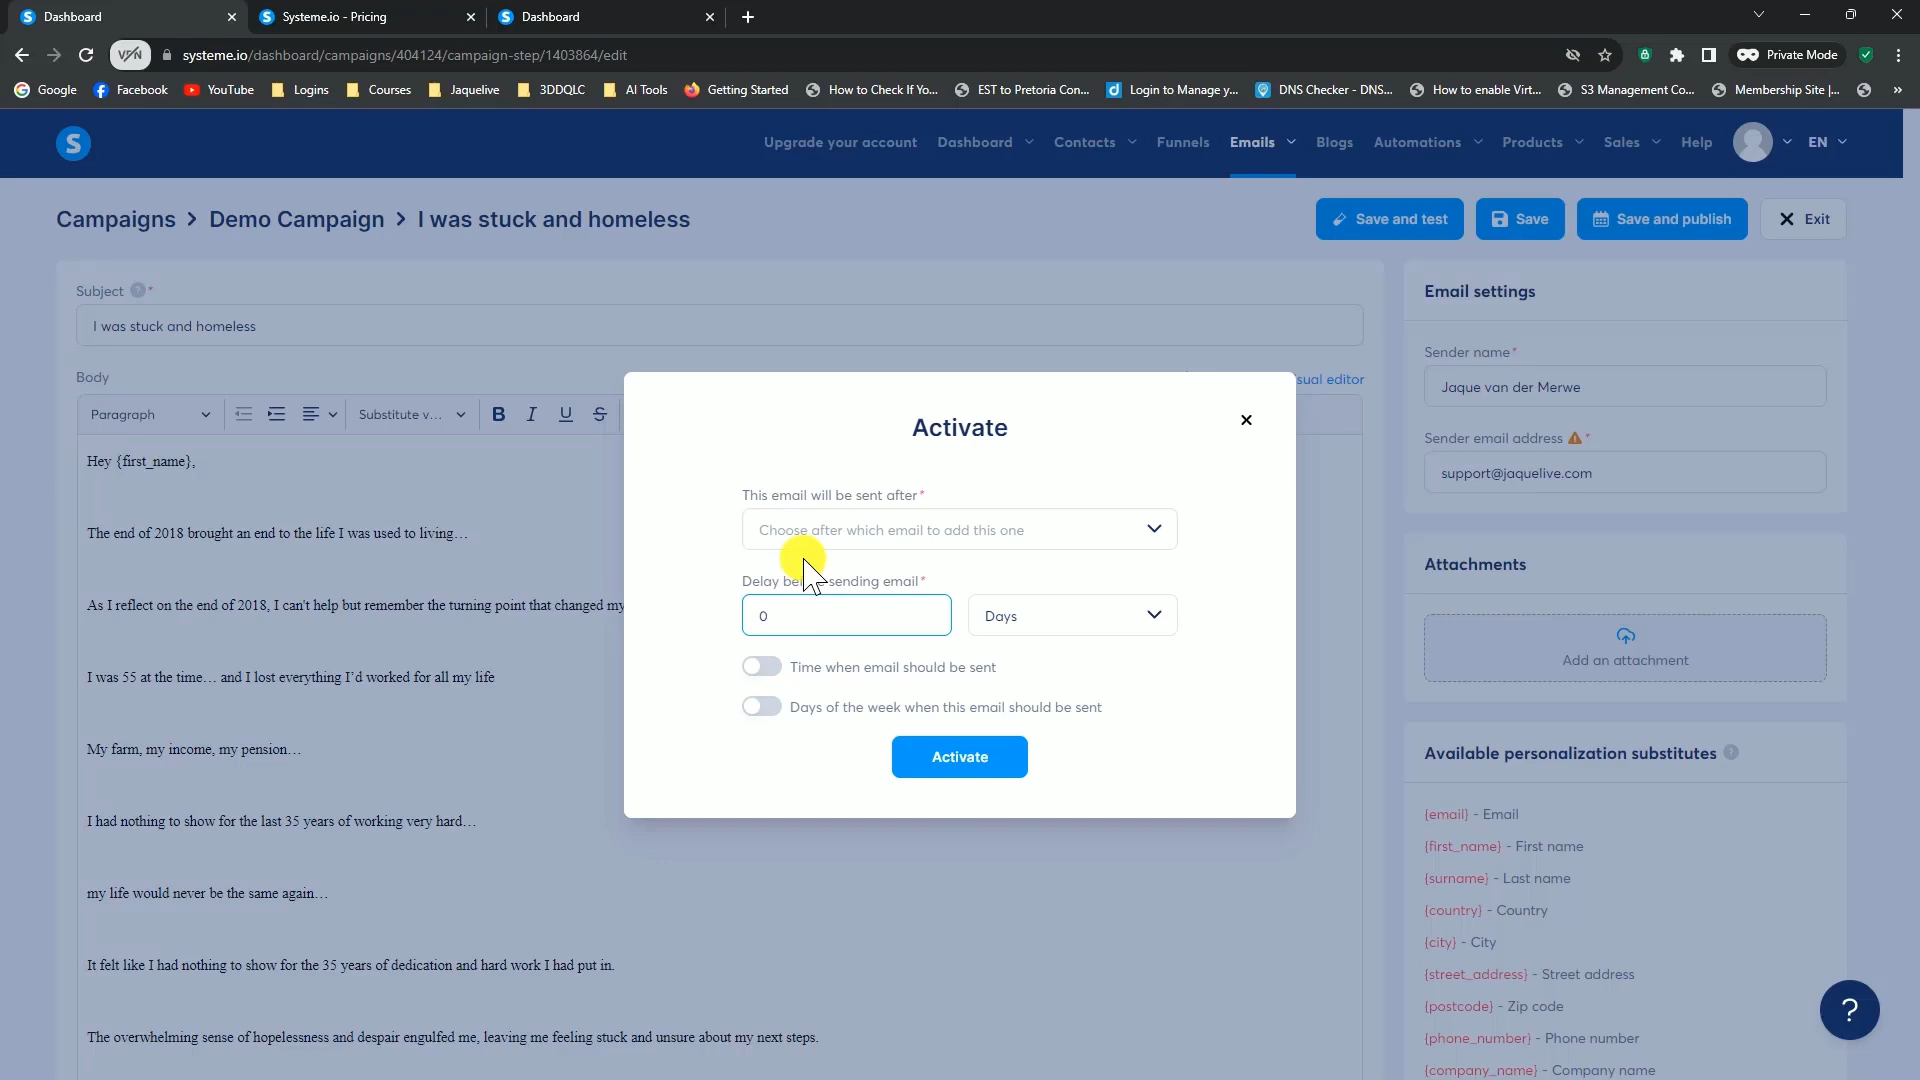 Dashboard
Systeme.io - Pricing
Dashboard
VPN
systeme.io/dashboard/campaigns/404124/campaign-step/1403864/edit
Private Mode
Google
Facebook
YouTube
Logins
Courses
Jaquelive
3DDQLC
AI Tools
Getting Started
How to Check If Yo...
EST to Pretoria Con...
Login to Manage y...
DNS Checker - DNS...
How to enable Virt...
S3 Management Co...
Membership Site |...
»
S
Upgrade your account
Dashboard
Contacts
Funnels
Emails
Blogs
Automations
Products
Sales
Help
EN
Campaigns > Demo Campaign > I was stuck and homeless
Save and test
Save
Save and publish
Exit
Subject ? *
I was stuck and homeless
Body
sual editor
Paragraph
Substitute v...
B I U S
Hey {first_name},
The end of 2018 brought an end to the life I was used to living…
As I reflect on the end of 2018, I can't help but remember the turning point that changed my
I was 55 at the time… and I lost everything I’d worked for all my life
My farm, my income, my pension…
I had nothing to show for the last 35 years of working very hard…
my life would never be the same again…
It felt like I had nothing to show for the 35 years of dedication and hard work I had put in.
The overwhelming sense of hopelessness and despair engulfed me, leaving me feeling stuck and unsure about my next steps.
Activate
This email will be sent after*
Choose after which email to add this one
Delay be sending email*
0
Days
Time when email should be sent
Days of the week when this email should be sent
Activate
Email settings
Sender name*
Jaque van der Merwe
Sender email address *
support@jaquelive.com
Attachments
Add an attachment
Available personalization substitutes ?
{email} - Email
{first_name} - First name
{surname} - Last name
{country} - Country
{city} - City
{street_address} - Street address
{postcode} - Zip code
{phone_number} - Phone number
{company_name} - Company name
?